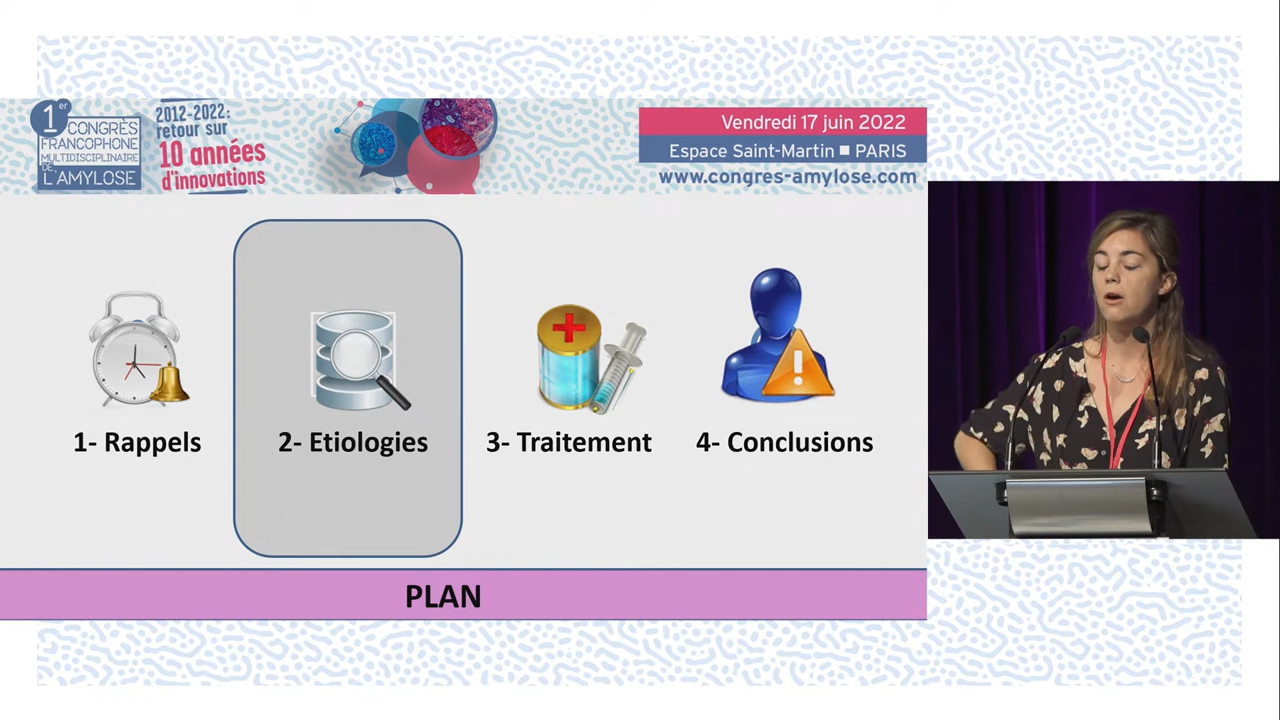 1er
CONGRÈS
FRANCOPHONE
MULTIDISCIPLINAIRE
DE
L'AMYLOSE
2012-2022:
retour sur
10 années
d'innovations
Vendredi 17 juin 2022
Espace Saint-Martin ■ PARIS
www.congres-amylose.com
1- Rappels
2- Etiologies
3- Traitement
4- Conclusions
PLAN